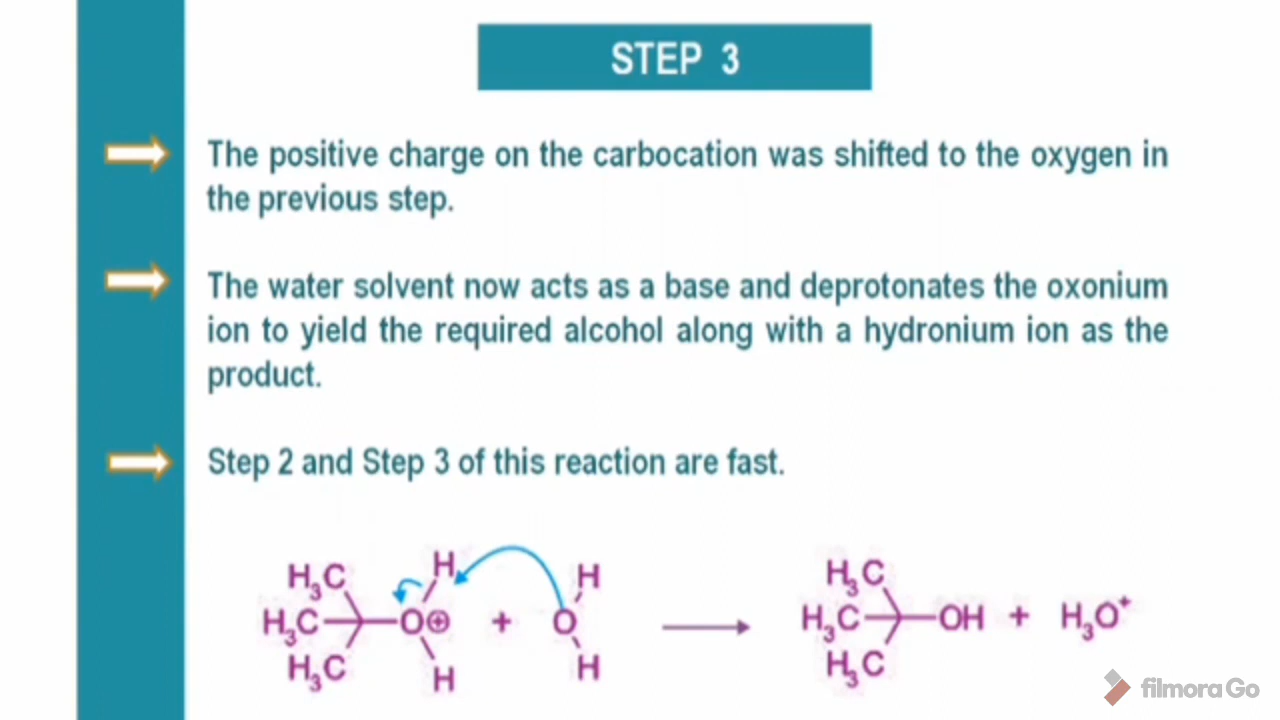 STEP 3
The positive charge on the carbocation was shifted to the oxygen in
the previous step.
The water solvent now acts as a base and deprotonates the oxonium
ion to yield the required alcohol along with a hydronium ion as the
product.
Step 2 and Step 3 of this reaction are fast.
H₃C H H H₃C
H₃C O⊕ + O H₃C OH + H₃O⁺
H₃C H H H₃C
filmoraGo